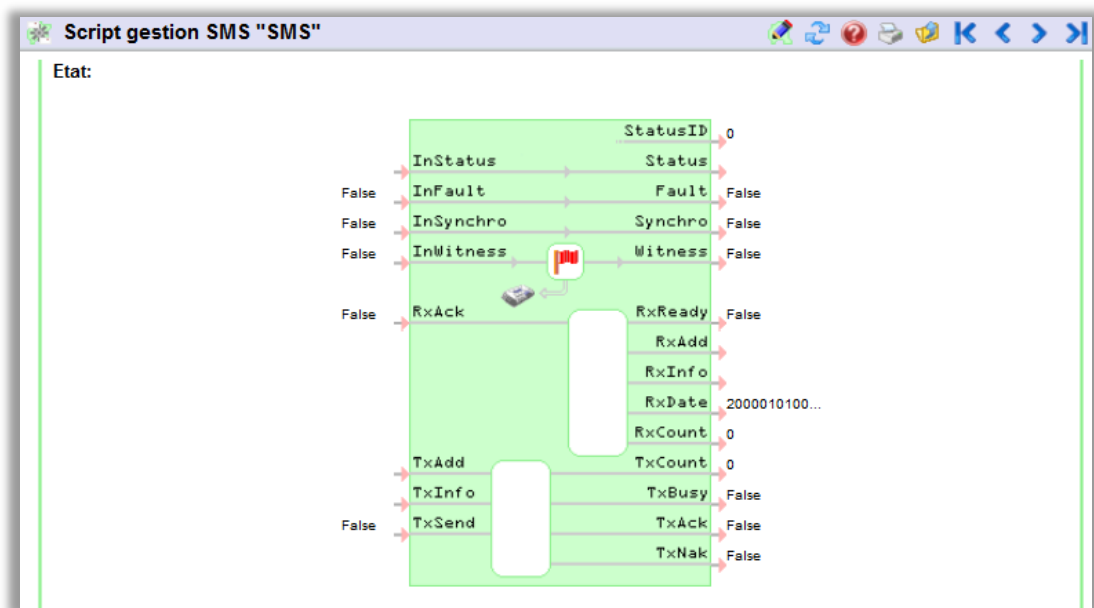 Script gestion SMS "SMS"
Etat:
StatusID 0
InStatus Status
False InFault Fault False
False InSynchro Synchro False
False InWitness Witness False
False RxAck RxReady False
RxAdd
RxInfo
RxDate 2000010100...
RxCount 0
TxAdd TxCount 0
TxInfo TxBusy False
False TxSend TxAck False
TxNak False